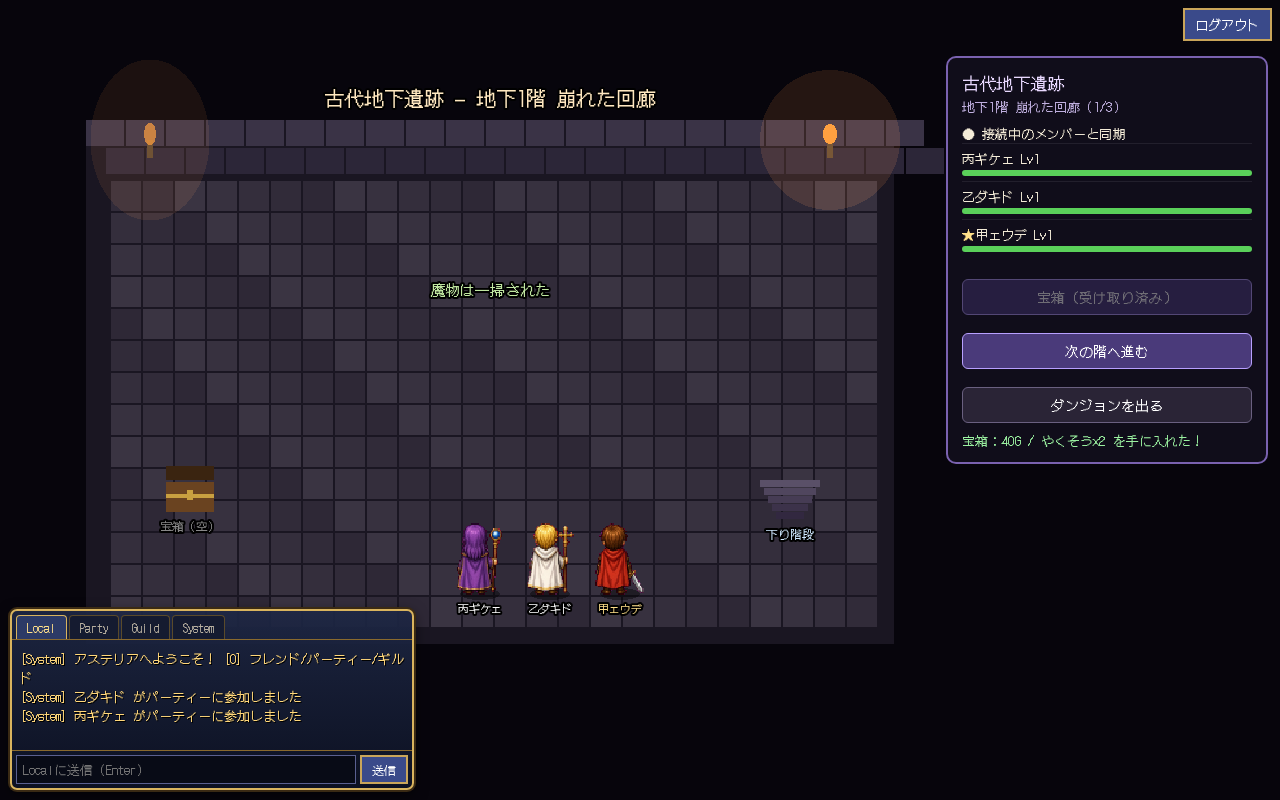 ログアウト
古代地下遺跡 – 地下1階 崩れた回廊
魔物は一掃された
宝箱（空）
下り階段
丙ギケェ
乙ダキド
甲ェウデ
古代地下遺跡
地下1階 崩れた回廊（1/3）
● 接続中のメンバーと同期
丙ギケェ Lv1
乙ダキド Lv1
★甲ェウデ Lv1
宝箱（受け取り済み）
次の階へ進む
ダンジョンを出る
宝箱：40G / やくそうx2 を手に入れた！
Local
Party
Guild
System
[System] アステリアへようこそ！ [O] フレンド/パーティー/ギル
ド
[System] 乙ダキド がパーティーに参加しました
[System] 丙ギケェ がパーティーに参加しました
Localに送信（Enter）
送信